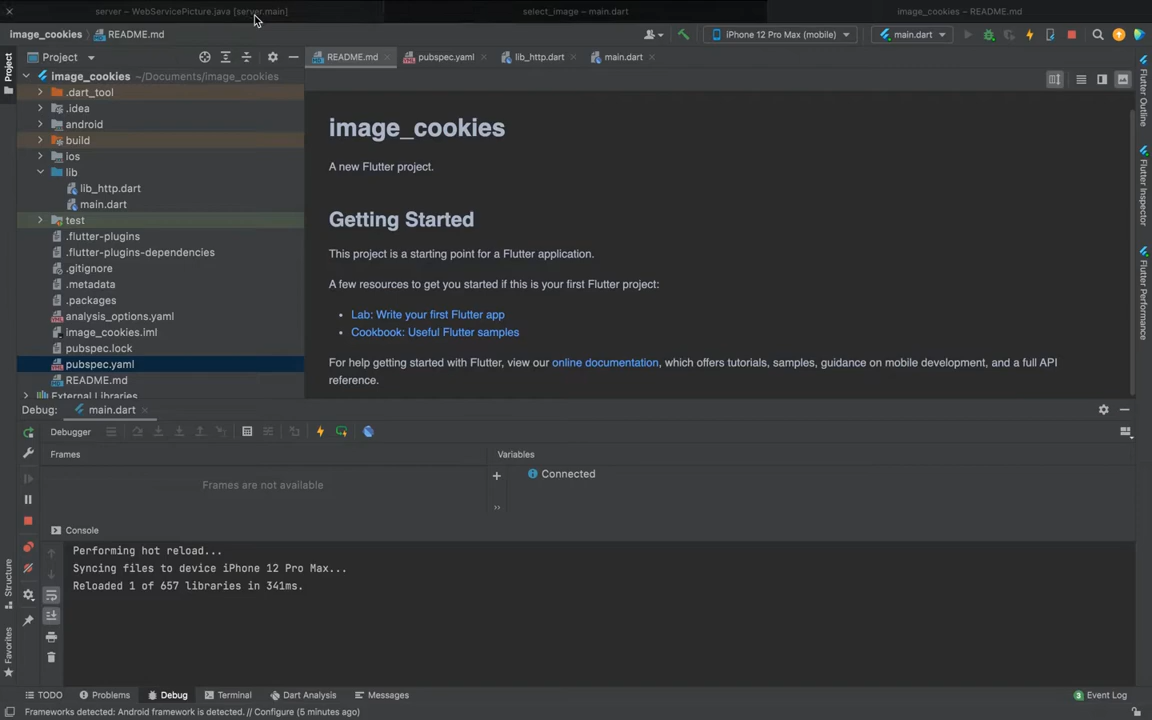 server – WebServicePicture.java [server.main]
select_image – main.dart
image_cookies – README.md
image_cookies
README.md
iPhone 12 Pro Max (mobile)
main.dart
Project
README.md
pubspec.yaml
lib_http.dart
main.dart
Project
image_cookies ~/Documents/image_cookies
.dart_tool
.idea
android
build
ios
lib
lib_http.dart
main.dart
test
.flutter-plugins
.flutter-plugins-dependencies
.gitignore
.metadata
.packages
analysis_options.yaml
image_cookies.iml
pubspec.lock
pubspec.yaml
README.md
External Libraries
image_cookies
A new Flutter project.
Getting Started
This project is a starting point for a Flutter application.
A few resources to get you started if this is your first Flutter project:
• Lab: Write your first Flutter app
• Cookbook: Useful Flutter samples
For help getting started with Flutter, view our online documentation, which offers tutorials, samples, guidance on mobile development, and a full API
reference.
Flutter Outline
Flutter Inspector
Flutter Performance
Debug:
main.dart
Debugger
Frames
Variables
Frames are not available
Connected
Console
Performing hot reload...
Syncing files to device iPhone 12 Pro Max...
Reloaded 1 of 657 libraries in 341ms.
Structure
Favorites
TODO
Problems
Debug
Terminal
Dart Analysis
Messages
3 Event Log
Frameworks detected: Android framework is detected. // Configure (5 minutes ago)